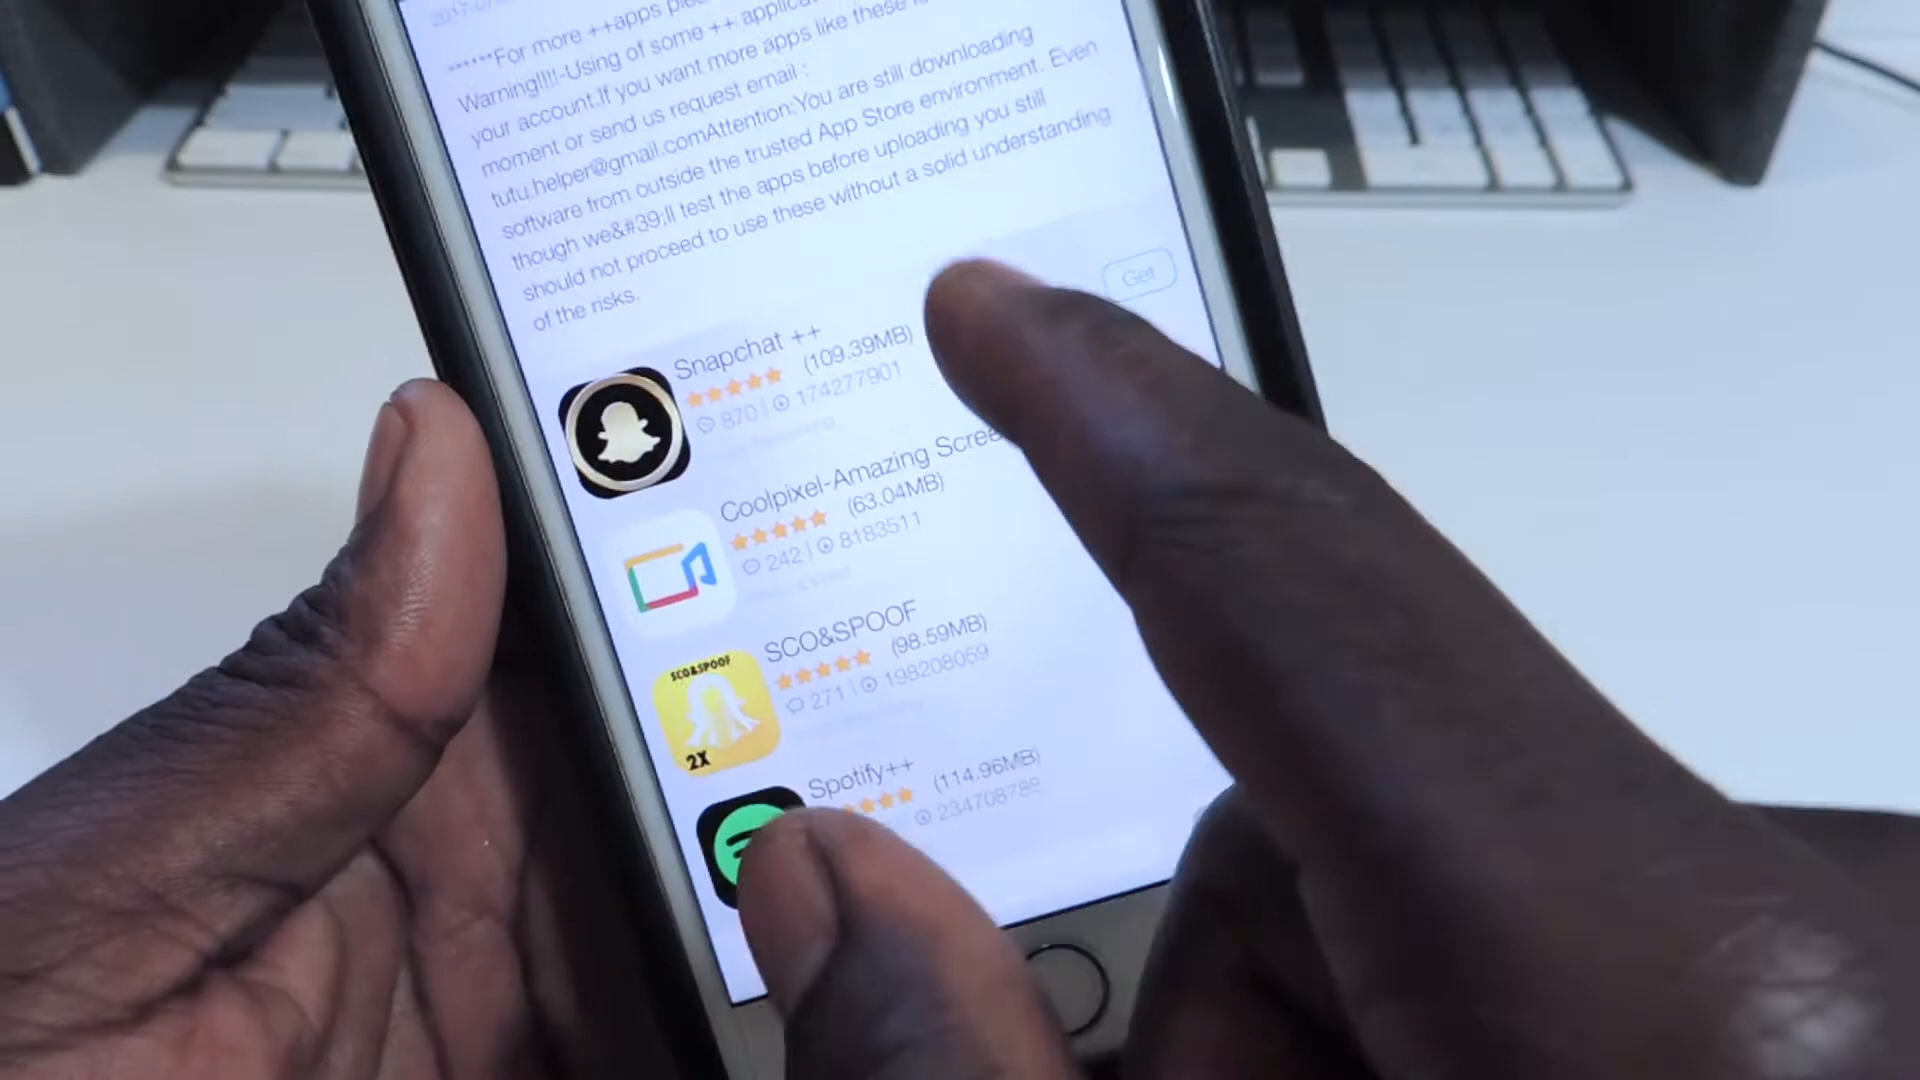 ******For more ++apps
Warning!!!!-Using of some ++
your account.If you want more apps like these
moment or send us request email :
tutu.helper@gmail.comAttention:You are still downloading
software from outside the trusted App Store environment. Even
though we&#39;ll test the apps before uploading you still
should not proceed to use these without a solid understanding
of the risks.
Get
Snapchat ++
(109.39MB)
870 | 174277901
Coolpixel-Amazing
(63.04MB)
242 | 8183511
SCO&SPOOF
(98.59MB)
271 | 198208059
SCO&SPOOF
2X
Spotify++
(114.96MB)
234708789